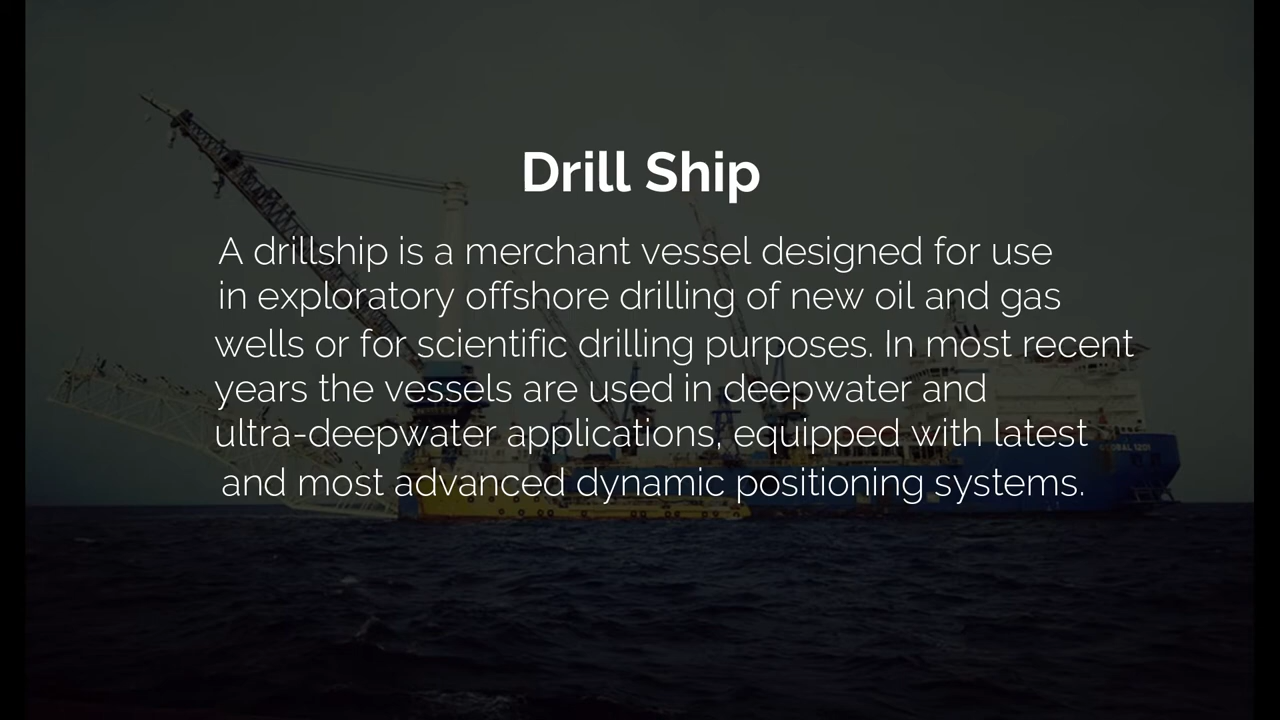 Drill Ship
A drillship is a merchant vessel designed for use
in exploratory offshore drilling of new oil and gas
wells or for scientific drilling purposes. In most recent
years the vessels are used in deepwater and
ultra-deepwater applications, equipped with latest
and most advanced dynamic positioning systems.
GLOBAL 1201